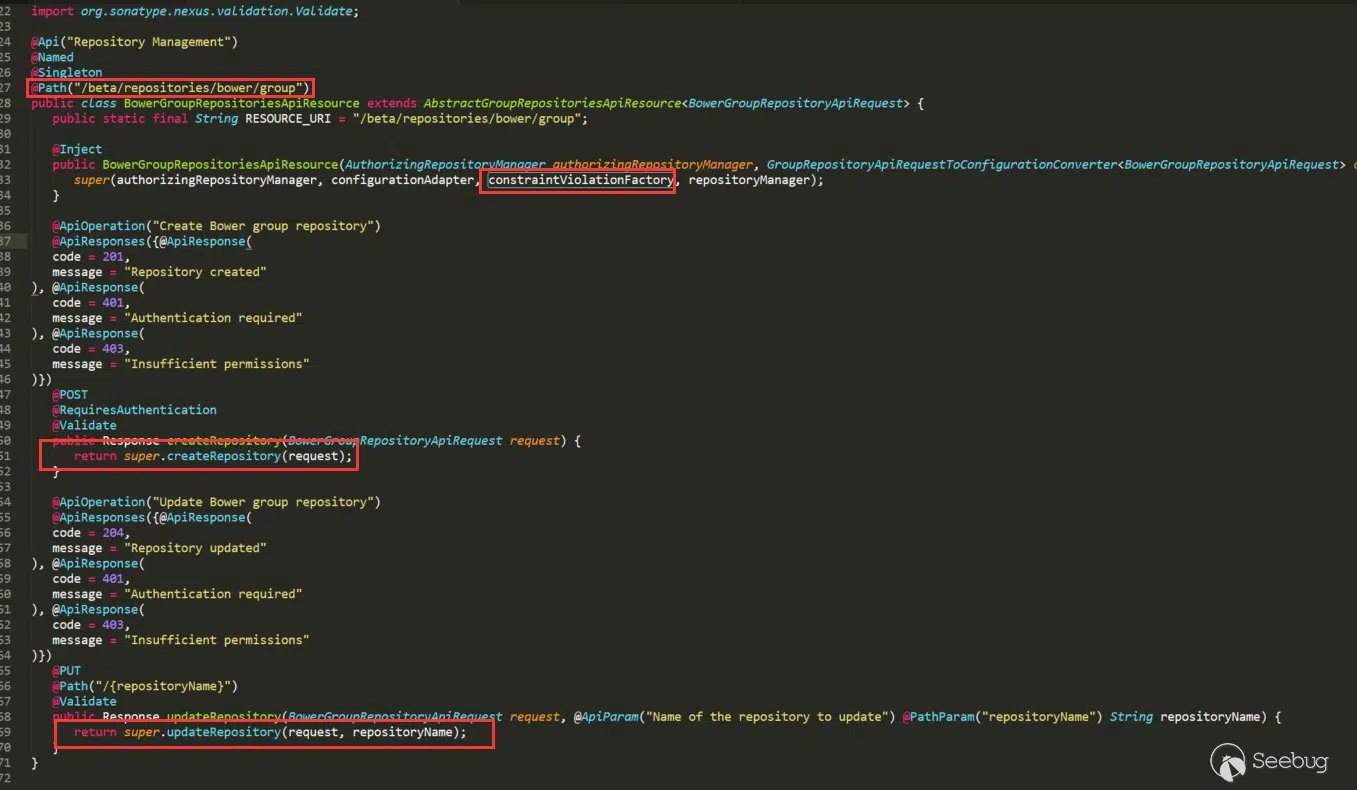 22 import org.sonatype.nexus.validation.Validate;
23
24 @Api("Repository Management")
25 @Named
26 @Singleton
27 @Path("/beta/repositories/bower/group")
28 public class BowerGroupRepositoriesApiResource extends AbstractGroupRepositoriesApiResource<BowerGroupRepositoryApiRequest> {
29 public static final String RESOURCE_URI = "/beta/repositories/bower/group";
30
31 @Inject
32 public BowerGroupRepositoriesApiResource(AuthorizingRepositoryManager authorizingRepositoryManager, GroupRepositoryApiRequestToConfigurationConverter<BowerGroupRepositoryApiRequest>
33 super(authorizingRepositoryManager, configurationAdapter, constraintViolationFactory, repositoryManager);
34 }
35
36 @ApiOperation("Create Bower group repository")
37 @ApiResponses({@ApiResponse(
38 code = 201,
39 message = "Repository created"
40 ), @ApiResponse(
41 code = 401,
42 message = "Authentication required"
43 ), @ApiResponse(
44 code = 403,
45 message = "Insufficient permissions"
46 )})
47 @POST
48 @RequiresAuthentication
49 @Validate
50 public Response createRepository(BowerGroupRepositoryApiRequest request) {
51 return super.createRepository(request);
52 }
53
54 @ApiOperation("Update Bower group repository")
55 @ApiResponses({@ApiResponse(
56 code = 204,
57 message = "Repository updated"
58 ), @ApiResponse(
59 code = 401,
60 message = "Authentication required"
61 ), @ApiResponse(
62 code = 403,
63 message = "Insufficient permissions"
64 )})
65 @PUT
66 @Path("/{repositoryName}")
67 @Validate
68 public Response updateRepository(BowerGroupRepositoryApiRequest request, @ApiParam("Name of the repository to update") @PathParam("repositoryName") String repositoryName) {
69 return super.updateRepository(request, repositoryName);
70 }
71 }
72
Seebug